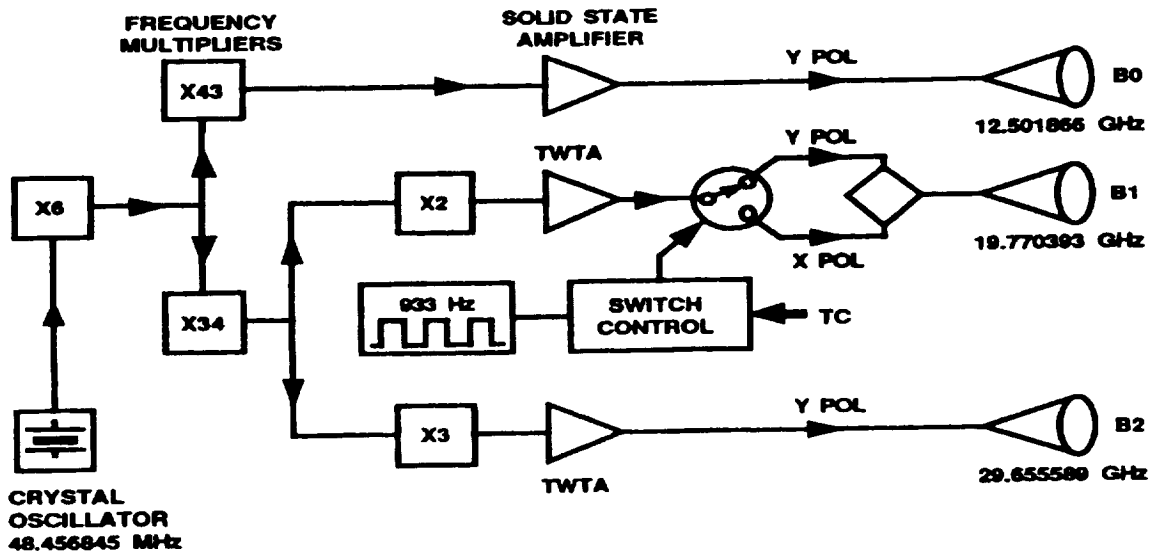 FREQUENCY
MULTIPLIERS
SOLID STATE
AMPLIFIER
X43
Y POL
B0
12.501866 GHz
X6
X2
TWTA
Y POL
X POL
B1
19.770393 GHz
X34
933 Hz
SWITCH
CONTROL
TC
X3
TWTA
Y POL
B2
29.655589 GHz
CRYSTAL
OSCILLATOR
48.456845 MHz